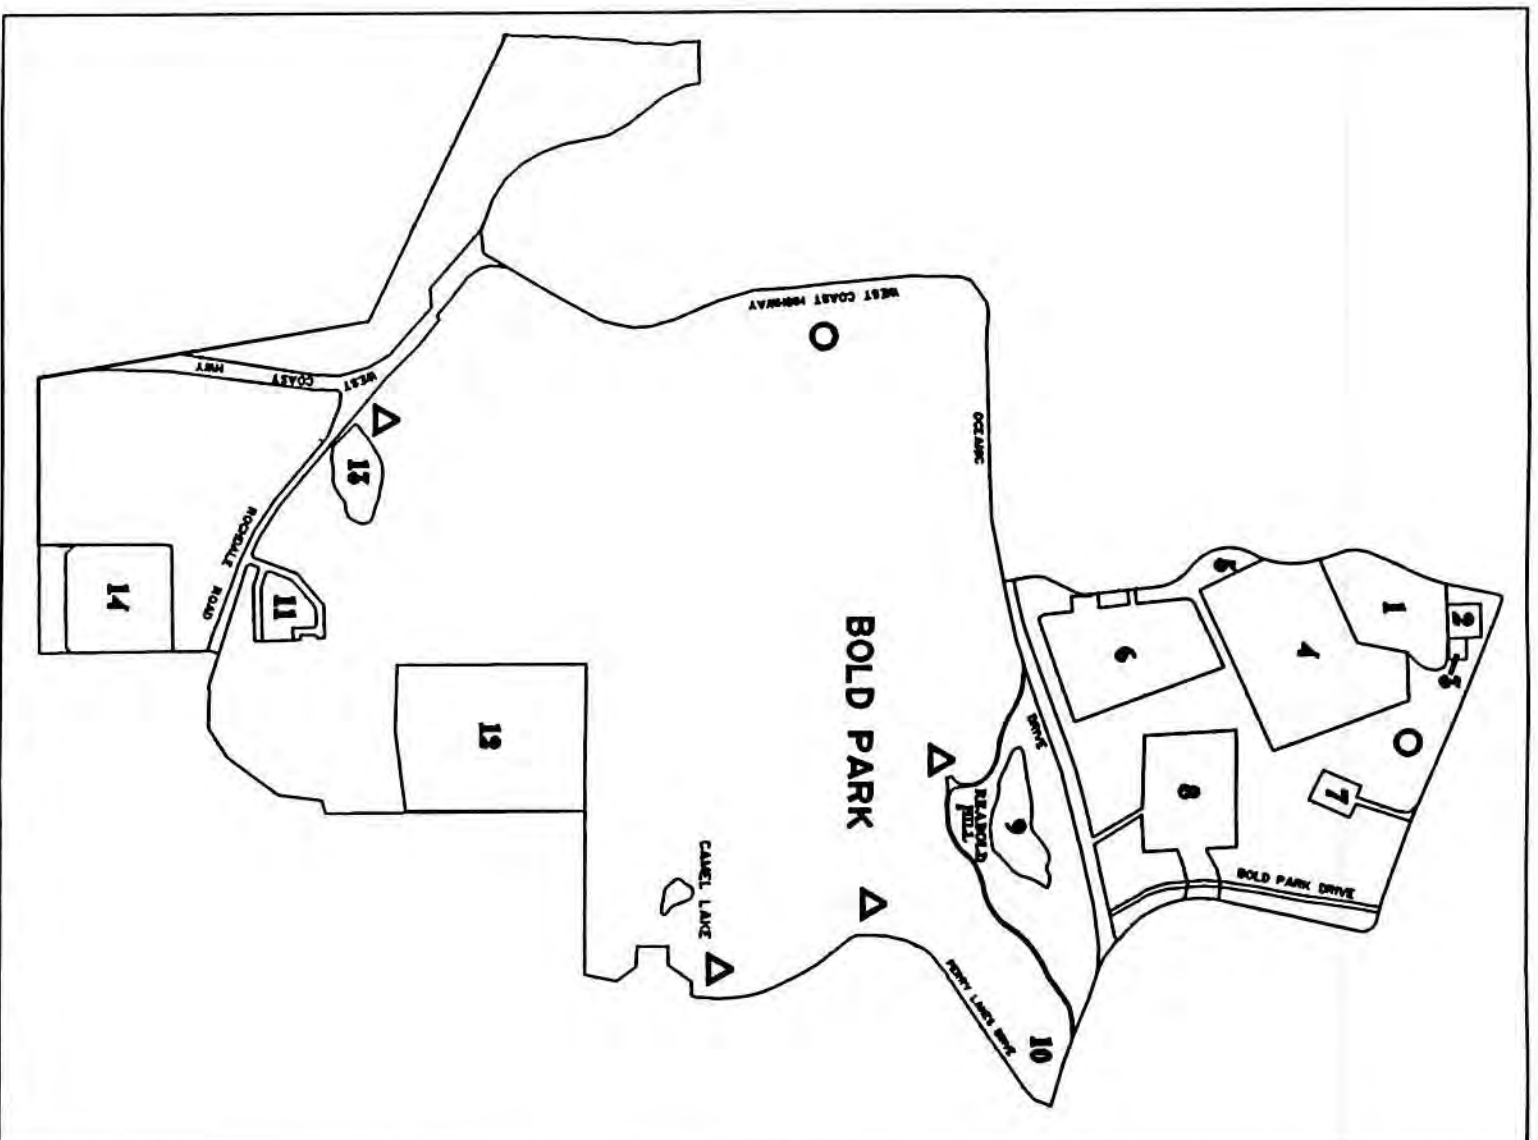 WEST COAST HIGHWAY
OCEANIC
DRIVE
WEST
COAST
HWY
ROCHDALE ROAD
BOLD PARK
REABOLD
HILL
CAMEL LAKE
PERRY LAKES DRIVE
BOLD PARK DRIVE
1
2
3
4
5
6
7
8
9
10
11
12
13
14